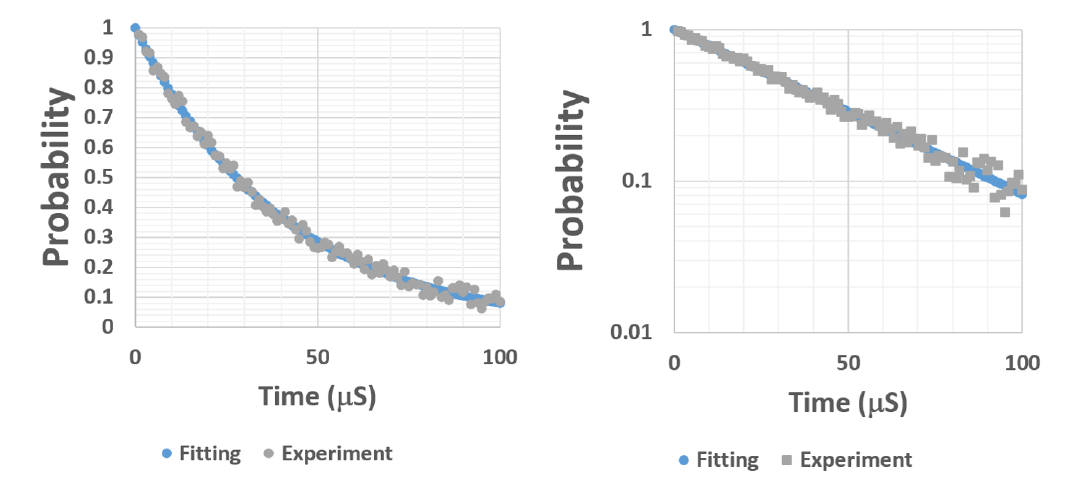 1
0.9
0.8
0.7
0.6
0.5
0.4
0.3
0.2
0.1
0
Probability
0 50 100
Time (μS)
Fitting Experiment
1
0.1
0.01
Probability
0 50 100
Time (μS)
Fitting Experiment